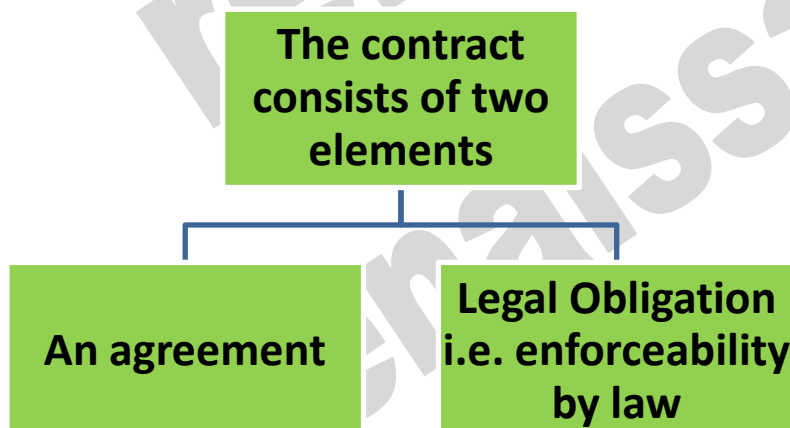 The contract
consists of two
elements
An agreement
Legal Obligation
i.e. enforceability
by law